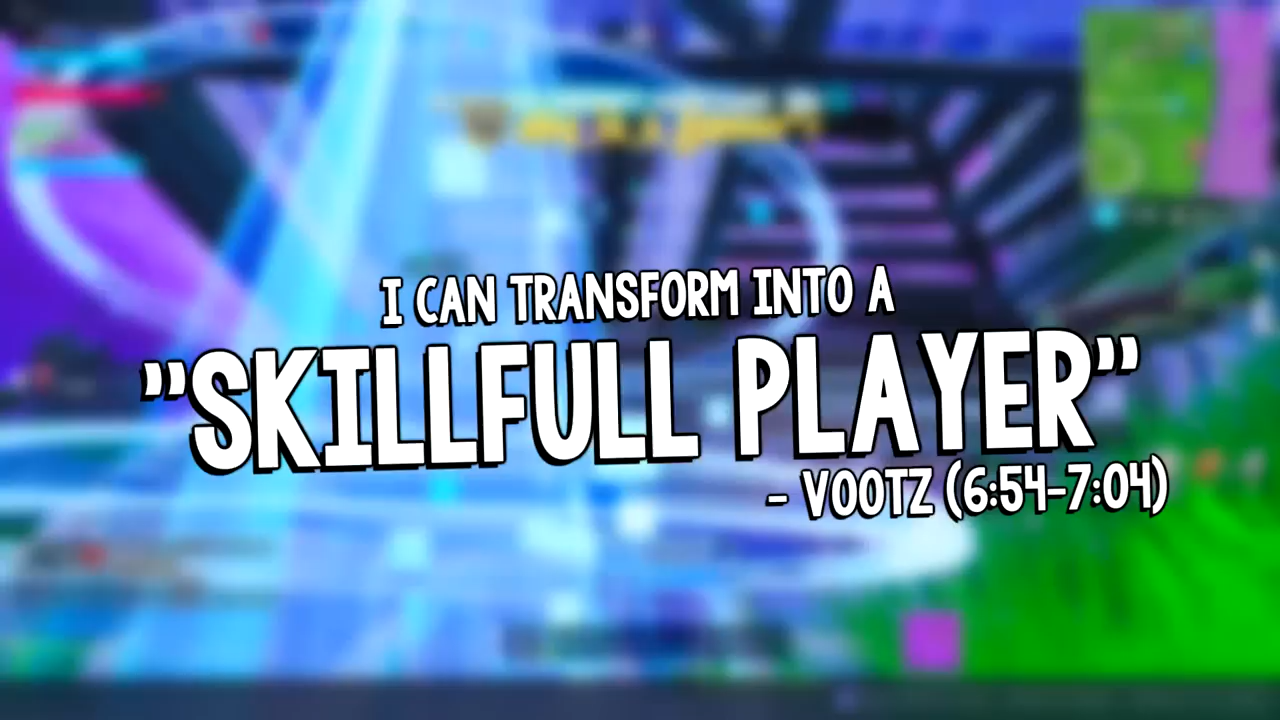 I CAN TRANSFORM INTO A
"SKILLFULL PLAYER"
- VOOTZ (6:54-7:04)